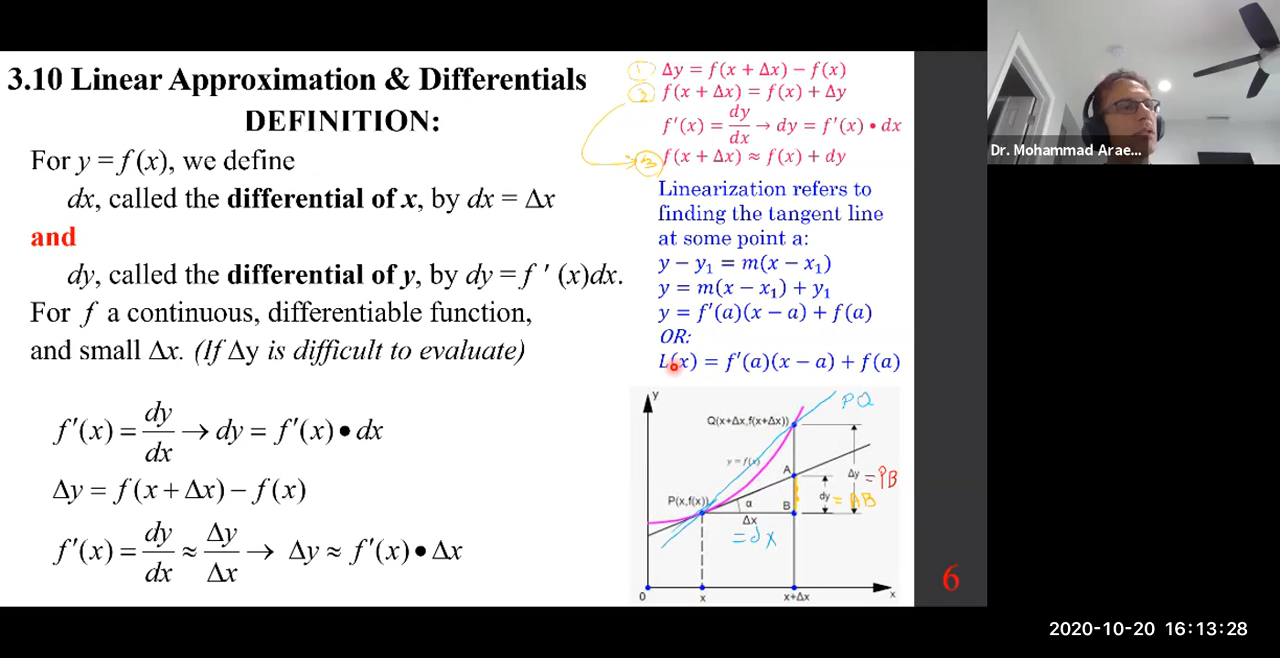 3.10 Linear Approximation & Differentials
DEFINITION:
For y = f(x), we define
dx, called the differential of x, by dx = Δx
and
dy, called the differential of y, by dy = f ' (x)dx.
For f a continuous, differentiable function,
and small Δx. (If Δy is difficult to evaluate)
f'(x) = dy/dx → dy = f'(x) • dx
Δy = f(x + Δx) − f(x)
f'(x) = dy/dx ≈ Δy/Δx → Δy ≈ f'(x) • Δx
1 Δy = f(x + Δx) − f(x)
2 f(x + Δx) = f(x) + Δy
f'(x) = dy/dx → dy = f'(x) • dx
3 f(x + Δx) ≈ f(x) + dy
Linearization refers to
finding the tangent line
at some point a:
y − y₁ = m(x − x₁)
y = m(x − x₁) + y₁
y = f'(a)(x − a) + f(a)
OR:
L(x) = f'(a)(x − a) + f(a)
y
PQ
Q(x+Δx,f(x+Δx))
y = f(x)
A
Δy = PB
P(x,f(x))
α
B
dy = AB
Δx
= dx
0
x
x+Δx
x
6
Dr. Mohammad Arae...
2020-10-20 16:13:28